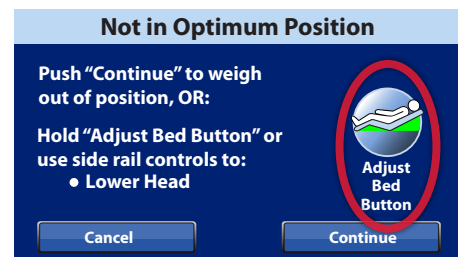 Not in Optimum Position
Push “Continue” to weigh
out of position, OR:
Hold “Adjust Bed Button” or
use side rail controls to:
● Lower Head
Adjust
Bed
Button
Cancel
Continue